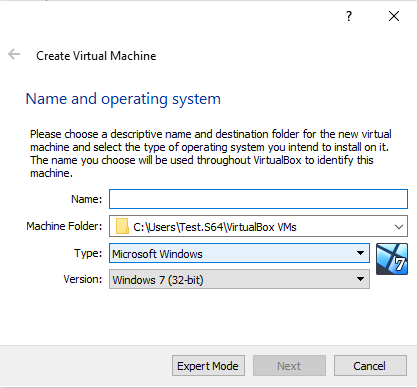 ?
Create Virtual Machine
Name and operating system
Please choose a descriptive name and destination folder for the new virtual
machine and select the type of operating system you intend to install on it.
The name you choose will be used throughout VirtualBox to identify this
machine.
Name:
Machine Folder: C:\Users\Test.S64\VirtualBox VMs
Type: Microsoft Windows
7
Version: Windows 7 (32-bit)
Expert Mode Next Cancel